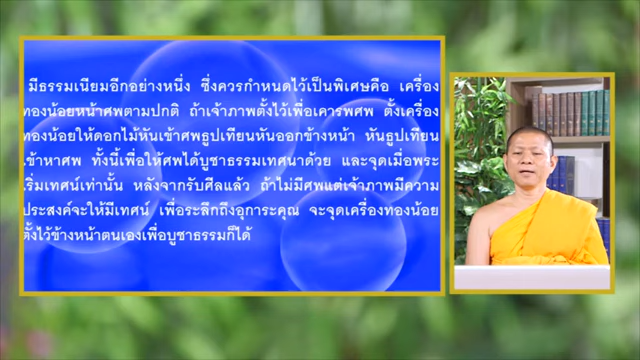 มีธรรมเนียมอีกอย่างหนึ่ง ซึ่งควรกำหนดไว้เป็นพิเศษคือ เครื่อง
ทองน้อยหน้าศพตามปกติ ถ้าเจ้าภาพตั้งไว้เพื่อเคารพศพ ตั้งเครื่อง
ทองน้อยให้ดอกไม้หันเข้าศพธูปเทียนหันออกข้างหน้า หันธูปเทียน
เข้าหาศพ ทั้งนี้เพื่อให้ศพได้บูชาธรรมเทศนาด้วย และจุดเมื่อพระ
เริ่มเทศน์เท่านั้น หลังจากรับศีลแล้ว ถ้าไม่มีศพแต่เจ้าภาพมีความ
ประสงค์จะให้มีเทศน์ เพื่อระลึกถึงอุการะคุณ จะจุดเครื่องทองน้อย
ตั้งไว้ข้างหน้าตนเองเพื่อบูชาธรรมก็ได้